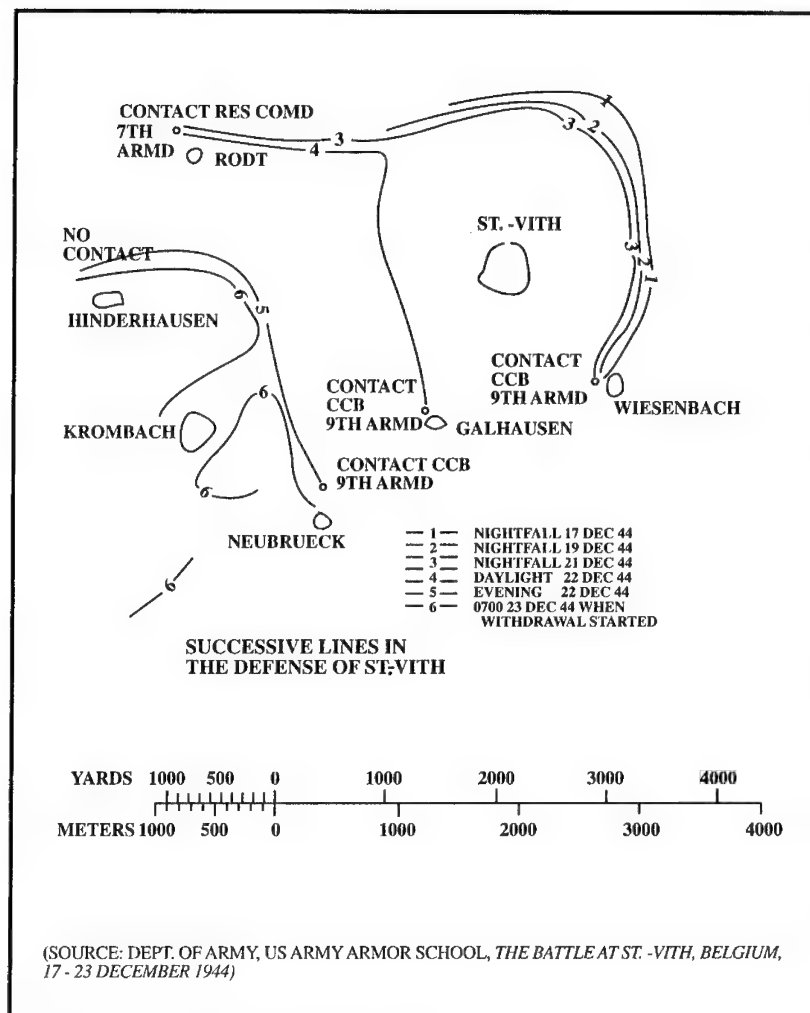 CONTACT RES COMD
7TH
ARMD
RODT
3
4
1
2
3
NO
CONTACT
ST. -VITH
3
2
1
6
5
HINDERHAUSEN
CONTACT
CCB
9TH ARMD
WIESENBACH
CONTACT
CCB
9TH ARMD
GALHAUSEN
6
KROMBACH
CONTACT CCB
9TH ARMD
6
NEUBRUECK
— 1 — NIGHTFALL 17 DEC 44
— 2 — NIGHTFALL 19 DEC 44
— 3 — NIGHTFALL 21 DEC 44
— 4 — DAYLIGHT 22 DEC 44
— 5 — EVENING 22 DEC 44
— 6 — 0700 23 DEC 44 WHEN
WITHDRAWAL STARTED
6
SUCCESSIVE LINES IN
THE DEFENSE OF ST.-VITH
YARDS 1000 500 0 1000 2000 3000 4000
METERS 1000 500 0 1000 2000 3000 4000
(SOURCE: DEPT. OF ARMY, US ARMY ARMOR SCHOOL, THE BATTLE AT ST. -VITH, BELGIUM,
17 - 23 DECEMBER 1944)